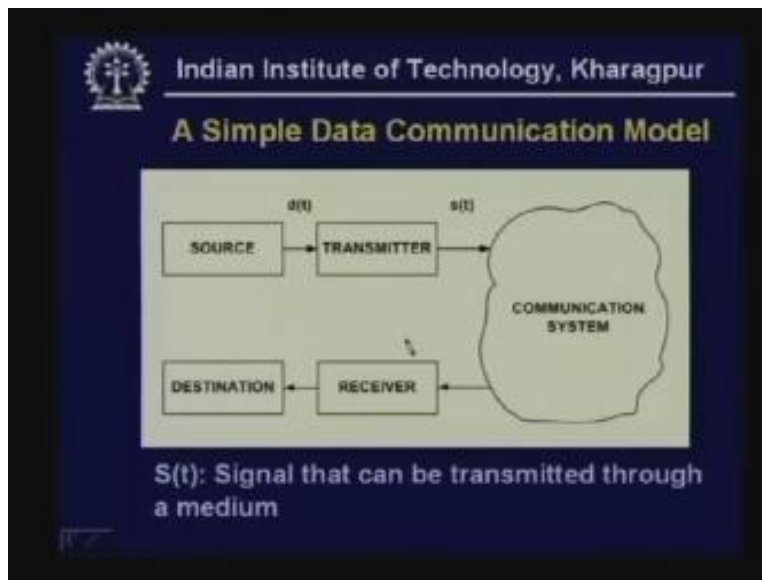 Indian Institute of Technology, Kharagpur
A Simple Data Communication Model
d(t)
s(t)
SOURCE
TRANSMITTER
COMMUNICATION
SYSTEM
DESTINATION
RECEIVER
S(t): Signal that can be transmitted through
a medium